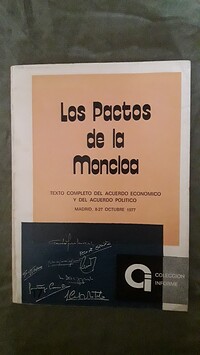 Los Pactos
de la
Moncloa
TEXTO COMPLETO DEL ACUERDO ECONOMICO
Y DEL ACUERDO POLITICO
MADRID, 8-27 OCTUBRE 1977
COLECCION
INFORME